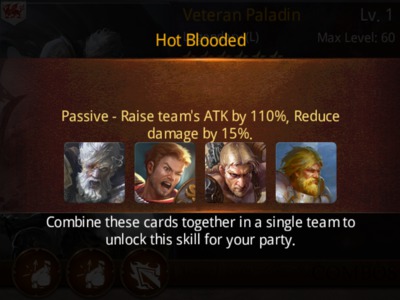 Veteran Paladin
Lv. 1
Hot Blooded
(L)
Max Level: 60
Passive - Raise team's ATK by 110%, Reduce
damage by 15%.
Combine these cards together in a single team to
unlock this skill for your party.